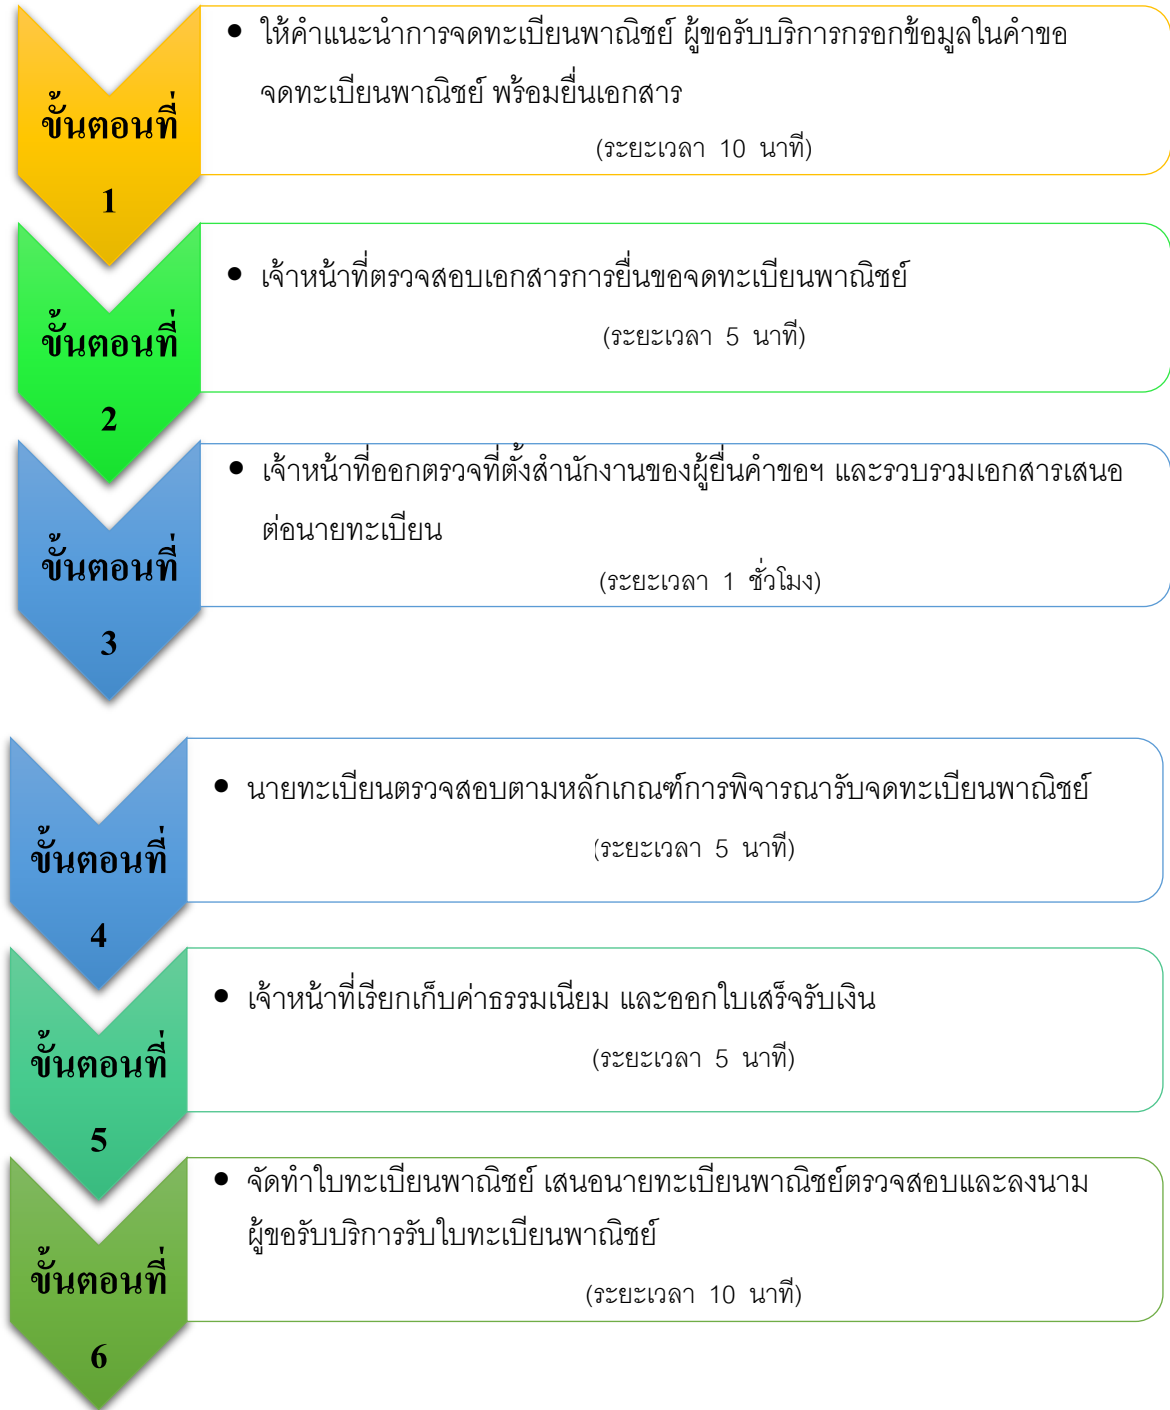 ขั้นตอนที่
1
• ให้คำแนะนำการจดทะเบียนพาณิชย์ ผู้ขอรับบริการกรอกข้อมูลในคำขอ
จดทะเบียนพาณิชย์ พร้อมยื่นเอกสาร
(ระยะเวลา 10 นาที)
ขั้นตอนที่
2
• เจ้าหน้าที่ตรวจสอบเอกสารการยื่นขอจดทะเบียนพาณิชย์
(ระยะเวลา 5 นาที)
ขั้นตอนที่
3
• เจ้าหน้าที่ออกตรวจที่ตั้งสำนักงานของผู้ยื่นคำขอฯ และรวบรวมเอกสารเสนอ
ต่อนายทะเบียน
(ระยะเวลา 1 ชั่วโมง)
ขั้นตอนที่
4
• นายทะเบียนตรวจสอบตามหลักเกณฑ์การพิจารณารับจดทะเบียนพาณิชย์
(ระยะเวลา 5 นาที)
ขั้นตอนที่
5
• เจ้าหน้าที่เรียกเก็บค่าธรรมเนียม และออกใบเสร็จรับเงิน
(ระยะเวลา 5 นาที)
ขั้นตอนที่
6
• จัดทำใบทะเบียนพาณิชย์ เสนอนายทะเบียนพาณิชย์ตรวจสอบและลงนาม
ผู้ขอรับบริการรับใบทะเบียนพาณิชย์
(ระยะเวลา 10 นาที)